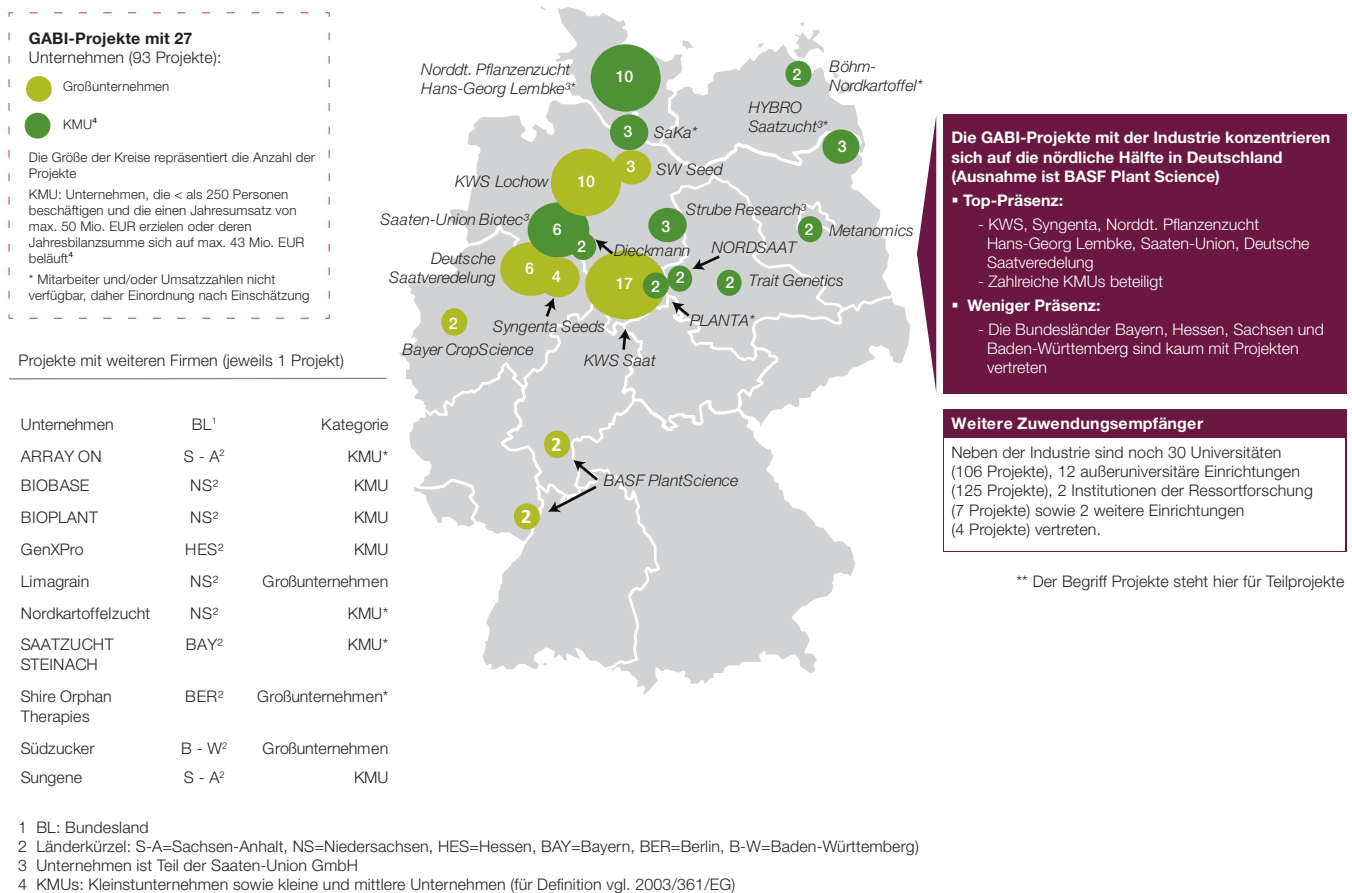 GABI-Projekte mit 27
Unternehmen (93 Projekte):
Großunternehmen
KMU⁴
Die Größe der Kreise repräsentiert die Anzahl der
Projekte
KMU: Unternehmen, die < als 250 Personen
beschäftigen und die einen Jahresumsatz von
max. 50 Mio. EUR erzielen oder deren
Jahresbilanzsumme sich auf max. 43 Mio. EUR
beläuft⁴
* Mitarbeiter und/oder Umsatzzahlen nicht
verfügbar, daher Einordnung nach Einschätzung
Norddt. Pflanzenzucht
Hans-Georg Lembke³*
10
2
Böhm-
Nordkartoffel*
HYBRO
Saatzucht³*
3
3
SaKa*
3
SW Seed
KWS Lochow
10
Saaten-Union Biotec³
6
2
Dieckmann
Strube Research³
3
2
Metanomics
NORDSAAT
Deutsche
Saatveredelung
6
4
17
2
2
2
Trait Genetics
PLANTA*
Syngenta Seeds
2
Bayer CropScience
KWS Saat
2
BASF PlantScience
2
Die GABI-Projekte mit der Industrie konzentrieren
sich auf die nördliche Hälfte in Deutschland
(Ausnahme ist BASF Plant Science)
▪ Top-Präsenz:
- KWS, Syngenta, Norddt. Pflanzenzucht
Hans-Georg Lembke, Saaten-Union, Deutsche
Saatveredelung
- Zahlreiche KMUs beteiligt
▪ Weniger Präsenz:
- Die Bundesländer Bayern, Hessen, Sachsen und
Baden-Württemberg sind kaum mit Projekten
vertreten
Weitere Zuwendungsempfänger
Neben der Industrie sind noch 30 Universitäten
(106 Projekte), 12 außeruniversitäre Einrichtungen
(125 Projekte), 2 Institutionen der Ressortforschung
(7 Projekte) sowie 2 weitere Einrichtungen
(4 Projekte) vertreten.
** Der Begriff Projekte steht hier für Teilprojekte
Projekte mit weiteren Firmen (jeweils 1 Projekt)
Unternehmen BL¹ Kategorie
ARRAY ON S - A² KMU*
BIOBASE NS² KMU
BIOPLANT NS² KMU
GenXPro HES² KMU
Limagrain NS² Großunternehmen
Nordkartoffelzucht NS² KMU*
SAATZUCHT BAY² KMU*
STEINACH
Shire Orphan BER² Großunternehmen*
Therapies
Südzucker B - W² Großunternehmen
Sungene S - A² KMU
1 BL: Bundesland
2 Länderkürzel: S-A=Sachsen-Anhalt, NS=Niedersachsen, HES=Hessen, BAY=Bayern, BER=Berlin, B-W=Baden-Württemberg)
3 Unternehmen ist Teil der Saaten-Union GmbH
4 KMUs: Kleinstunternehmen sowie kleine und mittlere Unternehmen (für Definition vgl. 2003/361/EG)